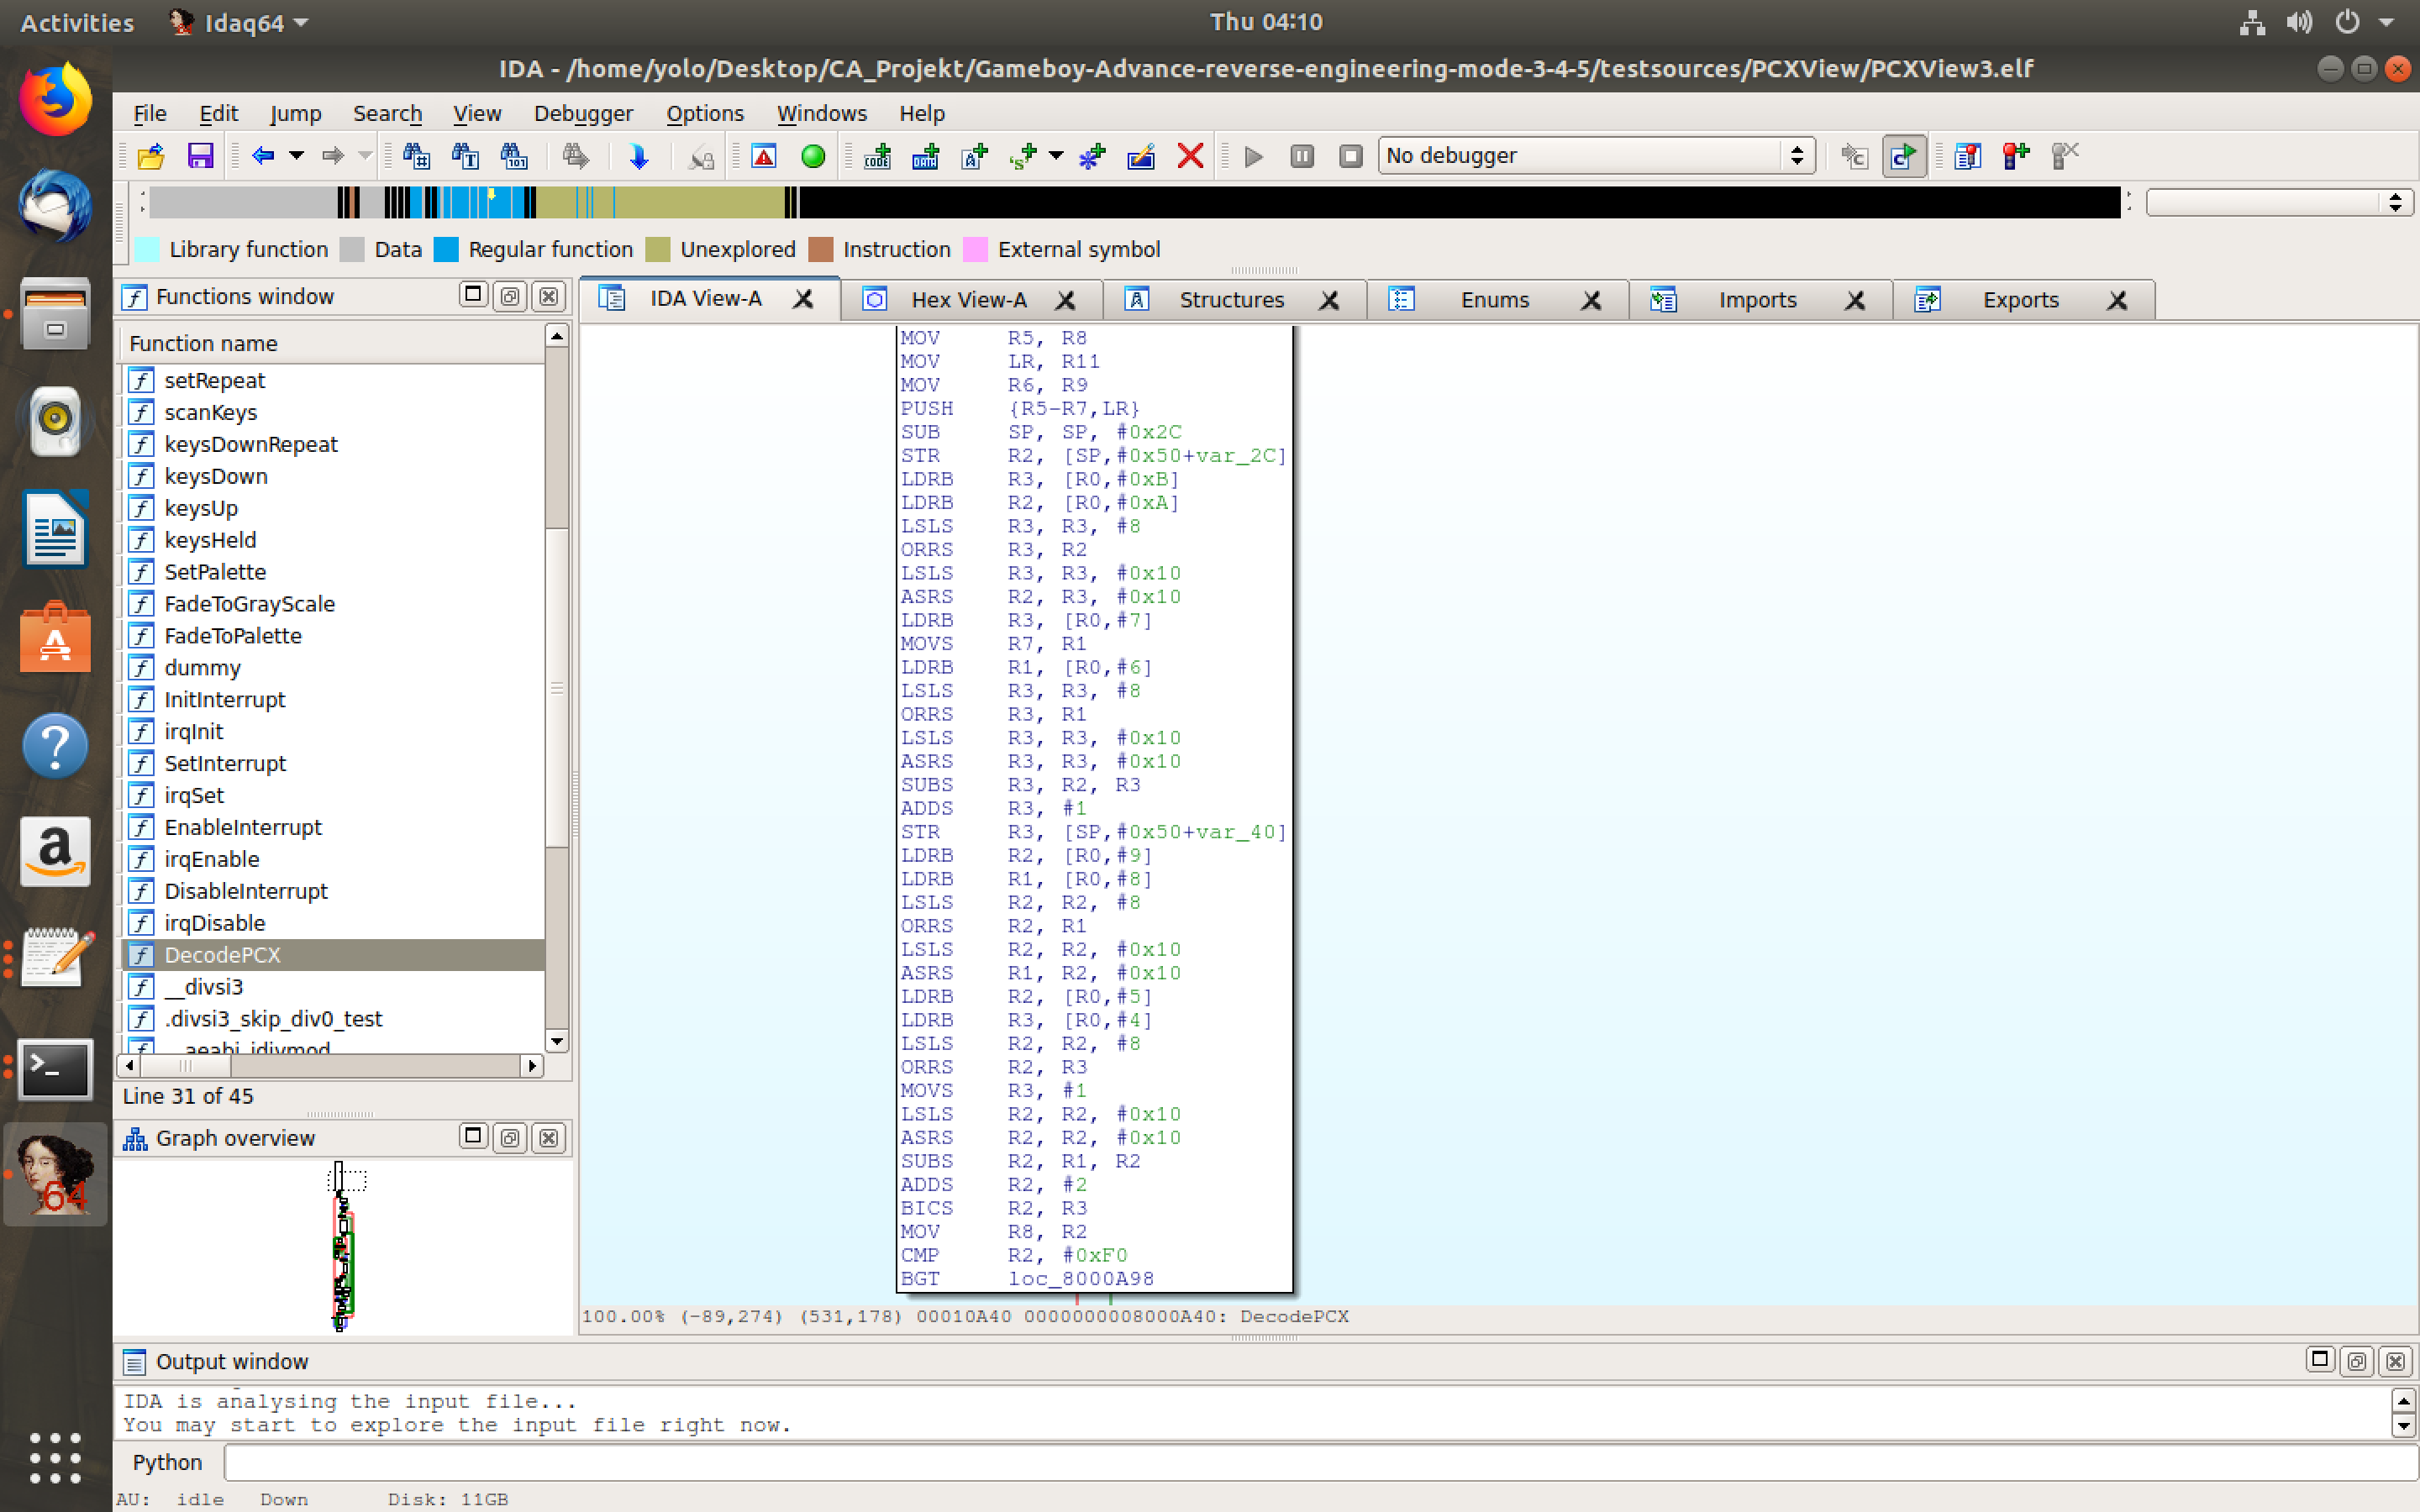 Activities Idaq64 Thu 04:10
IDA - /home/yolo/Desktop/CA_Projekt/Gameboy-Advance-reverse-engineering-mode-3-4-5/testsources/PCXView/PCXView3.elf
File Edit Jump Search View Debugger Options Windows Help
No debugger
Library function Data Regular function Unexplored Instruction External symbol
Functions window
Function name
setRepeat
scanKeys
keysDownRepeat
keysDown
keysUp
keysHeld
SetPalette
FadeToGrayScale
FadeToPalette
dummy
InitInterrupt
irqInit
SetInterrupt
irqSet
EnableInterrupt
irqEnable
DisableInterrupt
irqDisable
DecodePCX
__divsi3
.divsi3_skip_div0_test
__aeabi_idivmod
Line 31 of 45
Graph overview
IDA View-A Hex View-A Structures Enums Imports Exports
MOV R5, R8
MOV LR, R11
MOV R6, R9
PUSH {R5-R7,LR}
SUB SP, SP, #0x2C
STR R2, [SP,#0x50+var_2C]
LDRB R3, [R0,#0xB]
LDRB R2, [R0,#0xA]
LSLS R3, R3, #8
ORRS R3, R2
LSLS R3, R3, #0x10
ASRS R2, R3, #0x10
LDRB R3, [R0,#7]
MOVS R7, R1
LDRB R1, [R0,#6]
LSLS R3, R3, #8
ORRS R3, R1
LSLS R3, R3, #0x10
ASRS R3, R3, #0x10
SUBS R3, R2, R3
ADDS R3, #1
STR R3, [SP,#0x50+var_40]
LDRB R2, [R0,#9]
LDRB R1, [R0,#8]
LSLS R2, R2, #8
ORRS R2, R1
LSLS R2, R2, #0x10
ASRS R1, R2, #0x10
LDRB R2, [R0,#5]
LDRB R3, [R0,#4]
LSLS R2, R2, #8
ORRS R2, R3
MOVS R3, #1
LSLS R2, R2, #0x10
ASRS R2, R2, #0x10
SUBS R2, R1, R2
ADDS R2, #2
BICS R2, R3
MOV R8, R2
CMP R2, #0xF0
BGT loc_8000A98
100.00% (-89,274) (531,178) 00010A40 0000000008000A40: DecodePCX
Output window
IDA is analysing the input file...
You may start to explore the input file right now.
Python
AU: idle Down Disk: 11GB